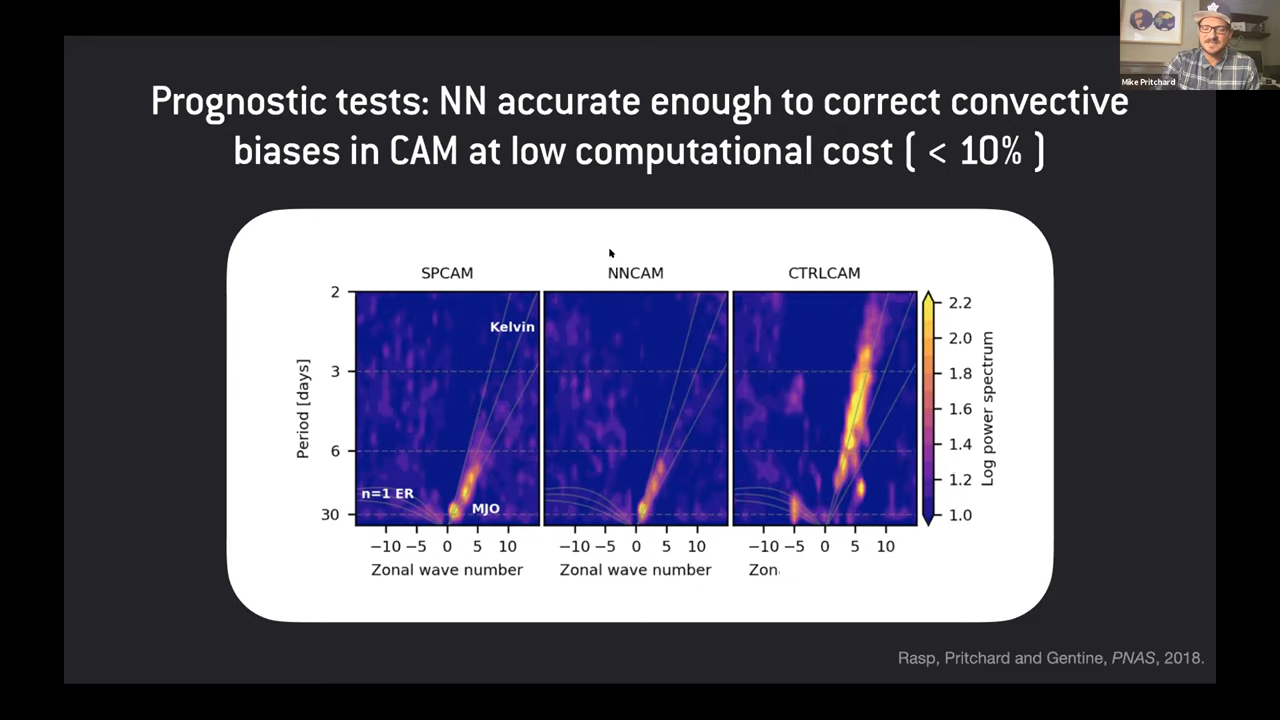 Mike Pritchard
Prognostic tests: NN accurate enough to correct convective
biases in CAM at low computational cost ( < 10% )
SPCAM NNCAM CTRLCAM
2
3
6
30
Period [days]
Kelvin
n=1 ER
MJO
2.2
2.0
1.8
1.6
1.4
1.2
1.0
Log power spectrum
−10 −5 0 5 10 −10 −5 0 5 10 −10 −5 0 5 10
Zonal wave number Zonal wave number Zon
Rasp, Pritchard and Gentine, PNAS, 2018.